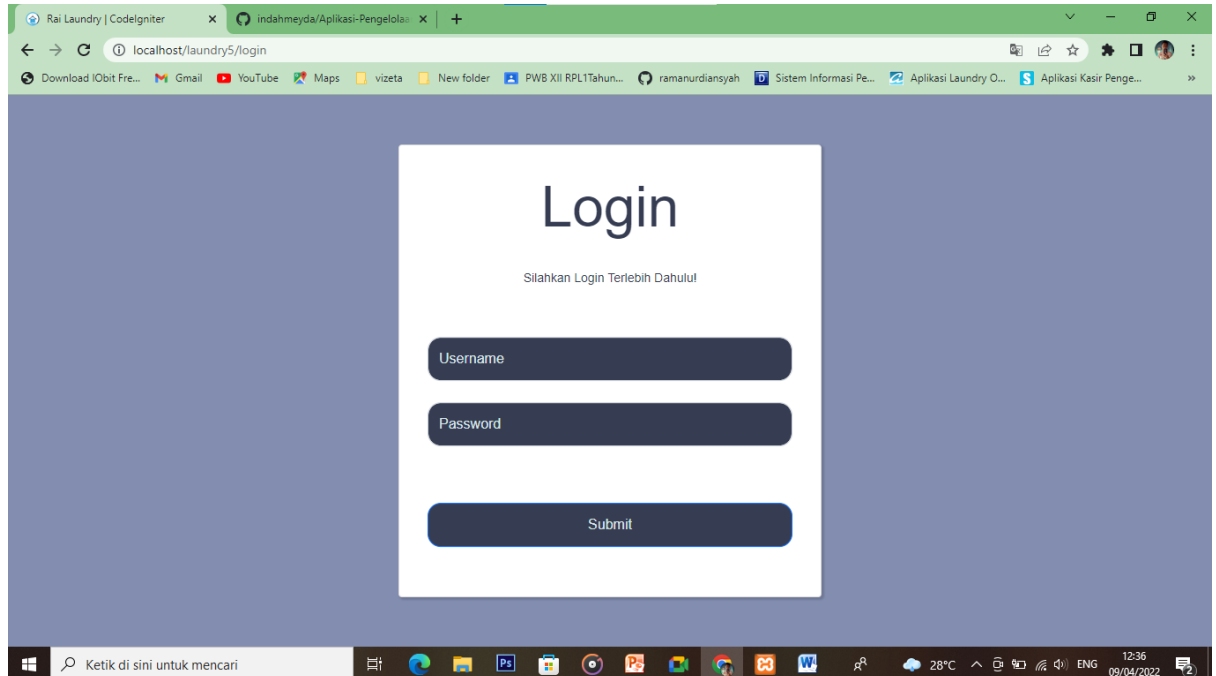 Rai Laundry | CodeIgniter
indahmeyda/Aplikasi-Pengelolaa
localhost/laundry5/login
Download IObit Fre... Gmail YouTube Maps vizeta New folder PWB XII RPL1Tahun... ramanurdiansyah Sistem Informasi Pe... Aplikasi Laundry O... Aplikasi Kasir Penge... »
Login
Silahkan Login Terlebih Dahulu!
Username
Password
Submit
Ketik di sini untuk mencari
28°C ENG
12:36
09/04/2022
2